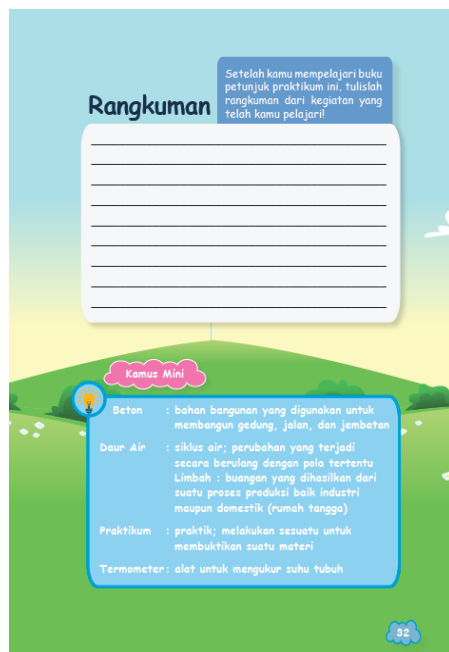 Setelah kamu mempelajari buku
petunjuk praktikum ini, tulislah
rangkuman dari kegiatan yang
telah kamu pelajari!
Rangkuman
Kamus Mini
Beton : bahan bangunan yang digunakan untuk
membangun gedung, jalan, dan jembatan
Daur Air : siklus air; perubahan yang terjadi
secara berulang dengan pola tertentu
Limbah : buangan yang dihasilkan dari
suatu proses produksi baik industri
maupun domestik (rumah tangga)
Praktikum : praktik; melakukan sesuatu untuk
membuktikan suatu materi
Termometer : alat untuk mengukur suhu tubuh
32